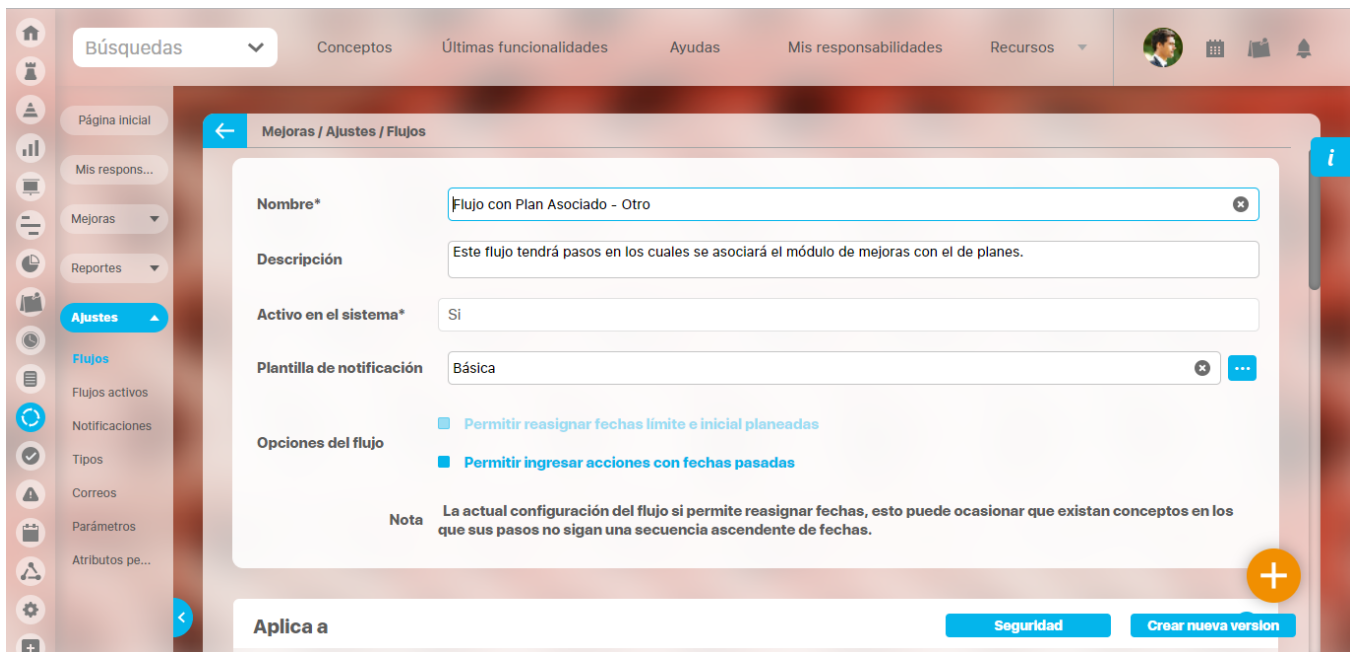 Búsquedas
Conceptos
Últimas funcionalidades
Ayudas
Mis responsabilidades
Recursos
Página inicial
Mis respons...
Mejoras
Reportes
Ajustes
Flujos
Flujos activos
Notificaciones
Tipos
Correos
Parámetros
Atributos pe...
Mejoras / Ajustes / Flujos
i
Nombre*
Flujo con Plan Asociado - Otro
Descripción
Este flujo tendrá pasos en los cuales se asociará el módulo de mejoras con el de planes.
Activo en el sistema*
Si
Plantilla de notificación
Básica
...
Opciones del flujo
Permitir reasignar fechas límite e inicial planeadas
Permitir ingresar acciones con fechas pasadas
Nota
La actual configuración del flujo si permite reasignar fechas, esto puede ocasionar que existan conceptos en los
que sus pasos no sigan una secuencia ascendente de fechas.
Aplica a
Seguridad
Crear nueva version